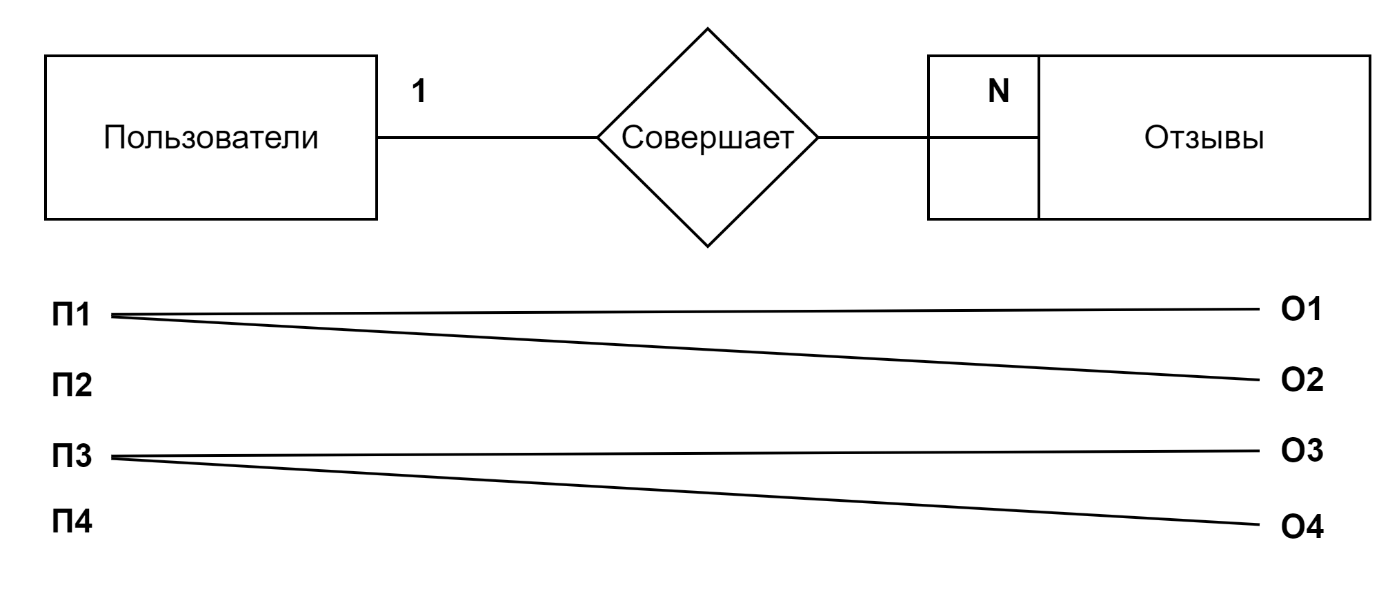 1 N
Пользователи Совершает Отзывы
П1 О1
П2 О2
П3 О3
П4 О4